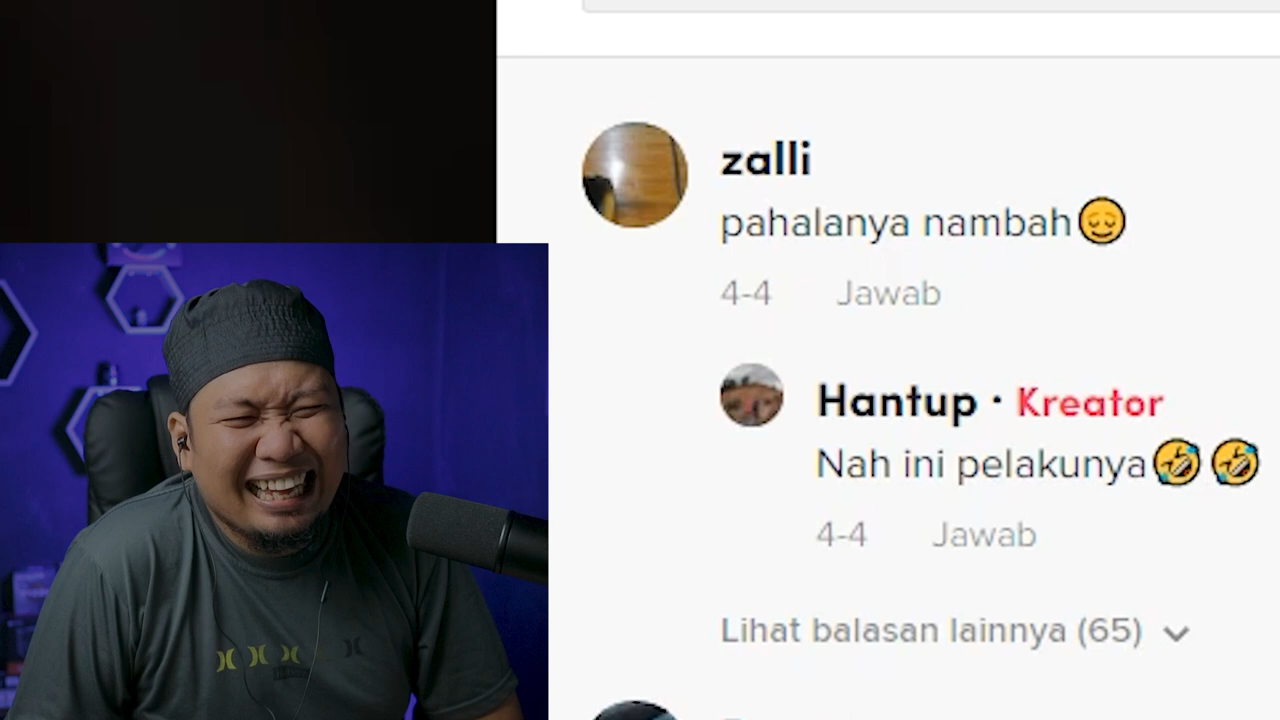 zalli
pahalanya nambah😌
4-4 Jawab
Hantup · Kreator
Nah ini pelakunya🤣🤣
4-4 Jawab
Lihat balasan lainnya (65)